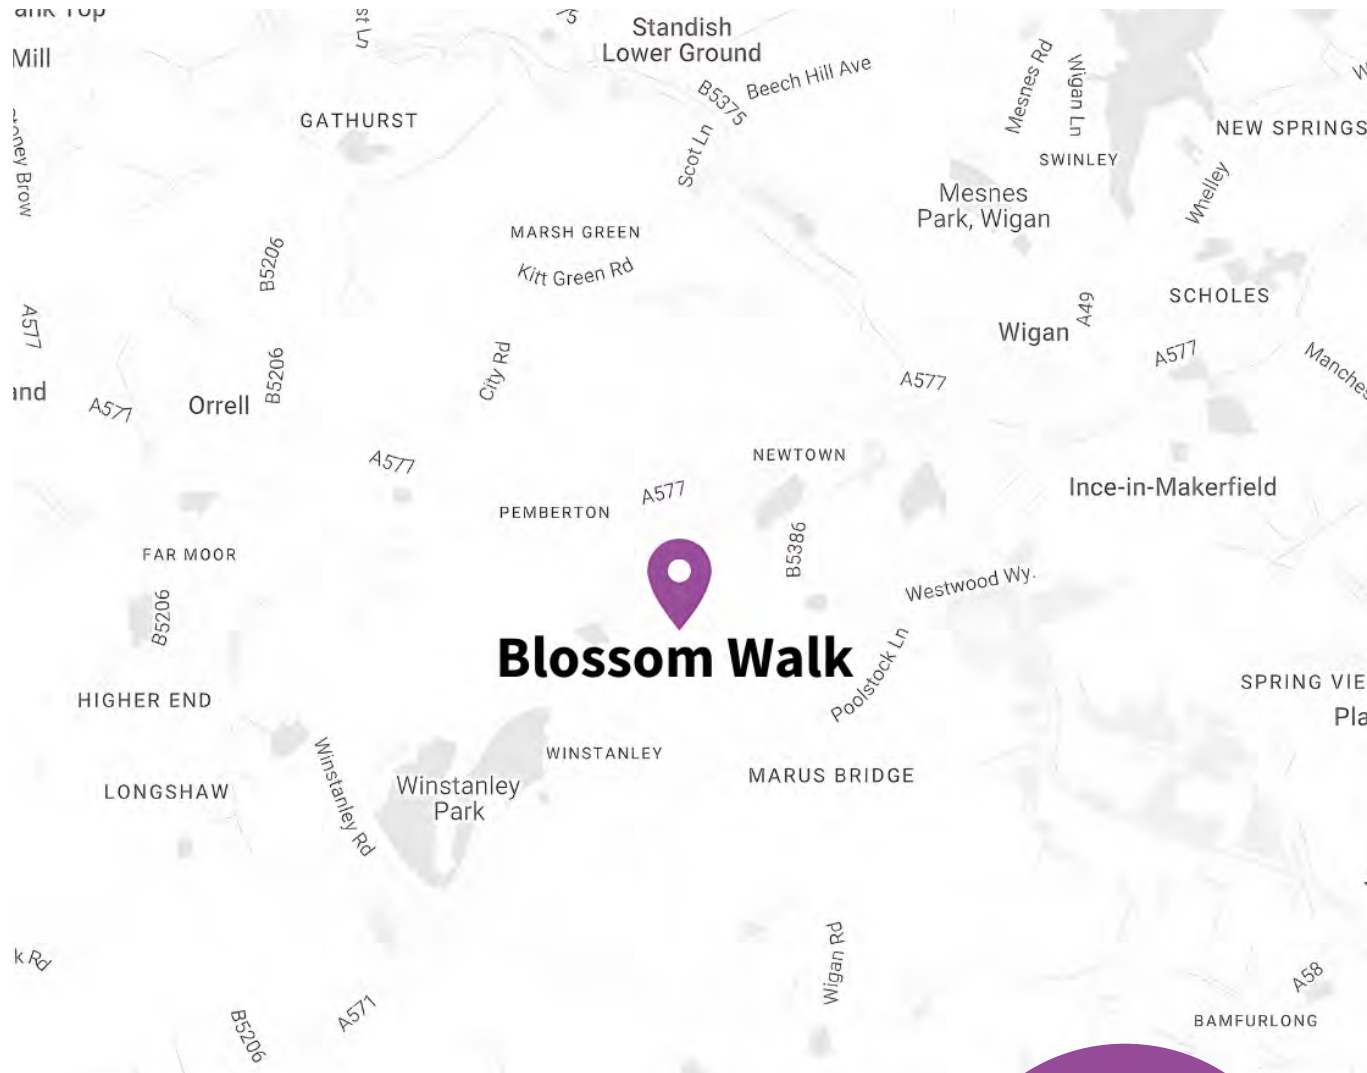 Mill
Standish
Lower Ground
Beech Hill Ave
B5375
Scot Ln
Mesnes Rd
Wigan Ln
GATHURST
NEW SPRINGS
SWINLEY
Whelley
Mesnes
Park, Wigan
MARSH GREEN
Kitt Green Rd
B5206
A577
SCHOLES
A49
Wigan
A577
City Rd
B5206
A577
Orrell
A577
A577
NEWTOWN
A577
Ince-in-Makerfield
PEMBERTON
B5386
FAR MOOR
Westwood Wy.
B5206
Blossom Walk
Poolstock Ln
HIGHER END
WINSTANLEY
MARUS BRIDGE
LONGSHAW
Winstanley Rd
Winstanley
Park
Wigan Rd
A58
BAMFURLONG
A571
B5206